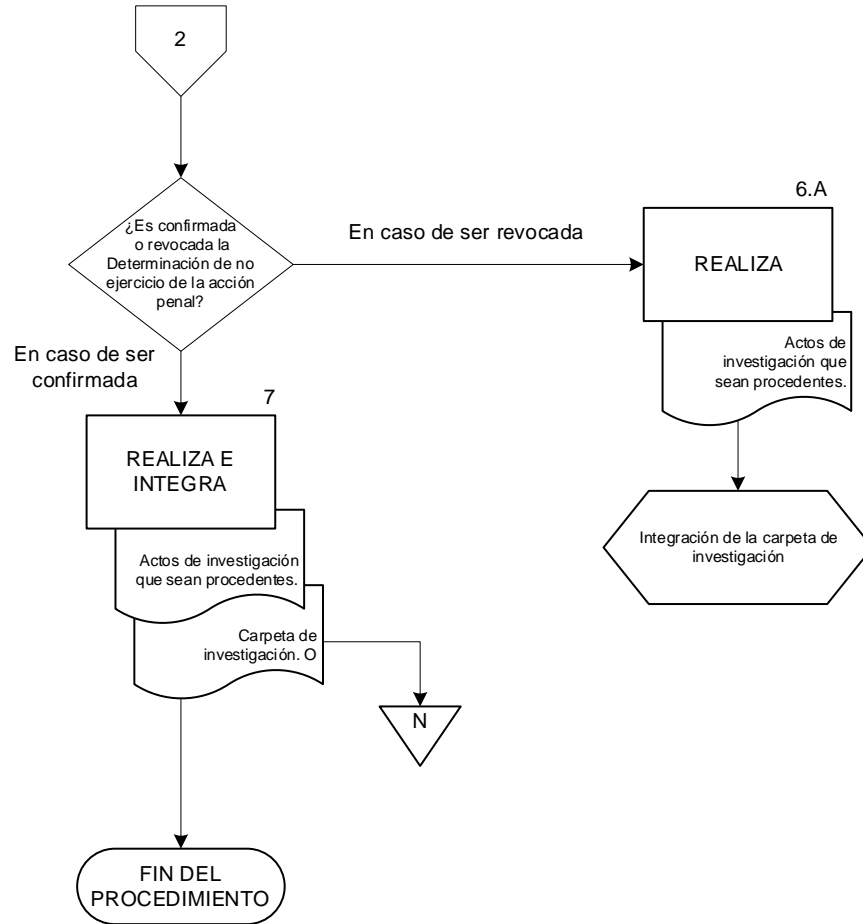 2
¿Es confirmada
o revocada la
Determinación de no
ejercicio de la acción
penal?
En caso de ser revocada
6.A
REALIZA
Actos de
investigación que
sean procedentes.
Integración de la carpeta de
investigación
En caso de ser
confirmada
7
REALIZA E
INTEGRA
Actos de investigación
que sean procedentes.
Carpeta de
investigación. O
N
FIN DEL
PROCEDIMIENTO